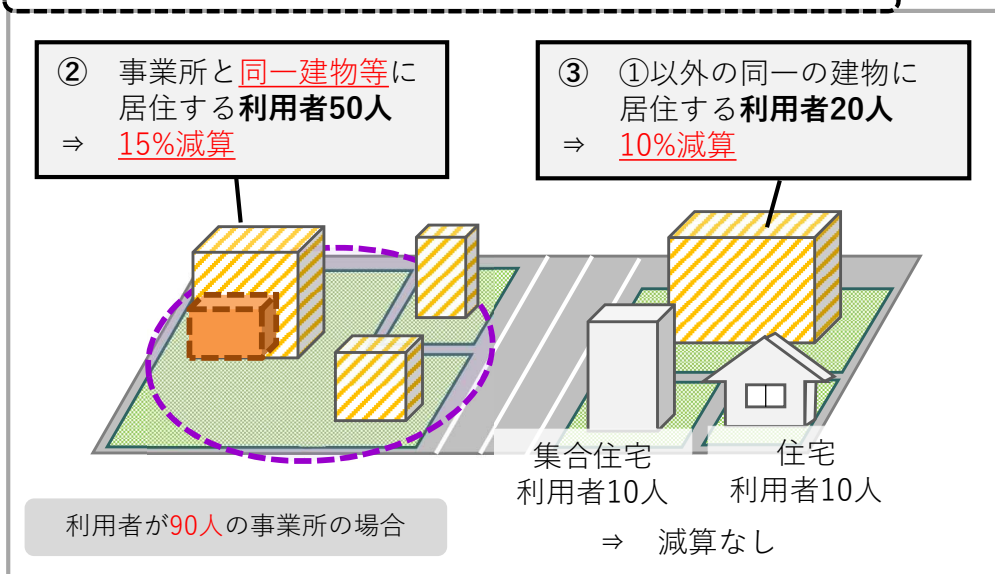 ② 事業所と同一建物等に
居住する利用者50人
⇒ 15%減算
③ ①以外の同一の建物に
居住する利用者20人
⇒ 10%減算
集合住宅
利用者10人
住宅
利用者10人
⇒ 減算なし
利用者が90人の事業所の場合